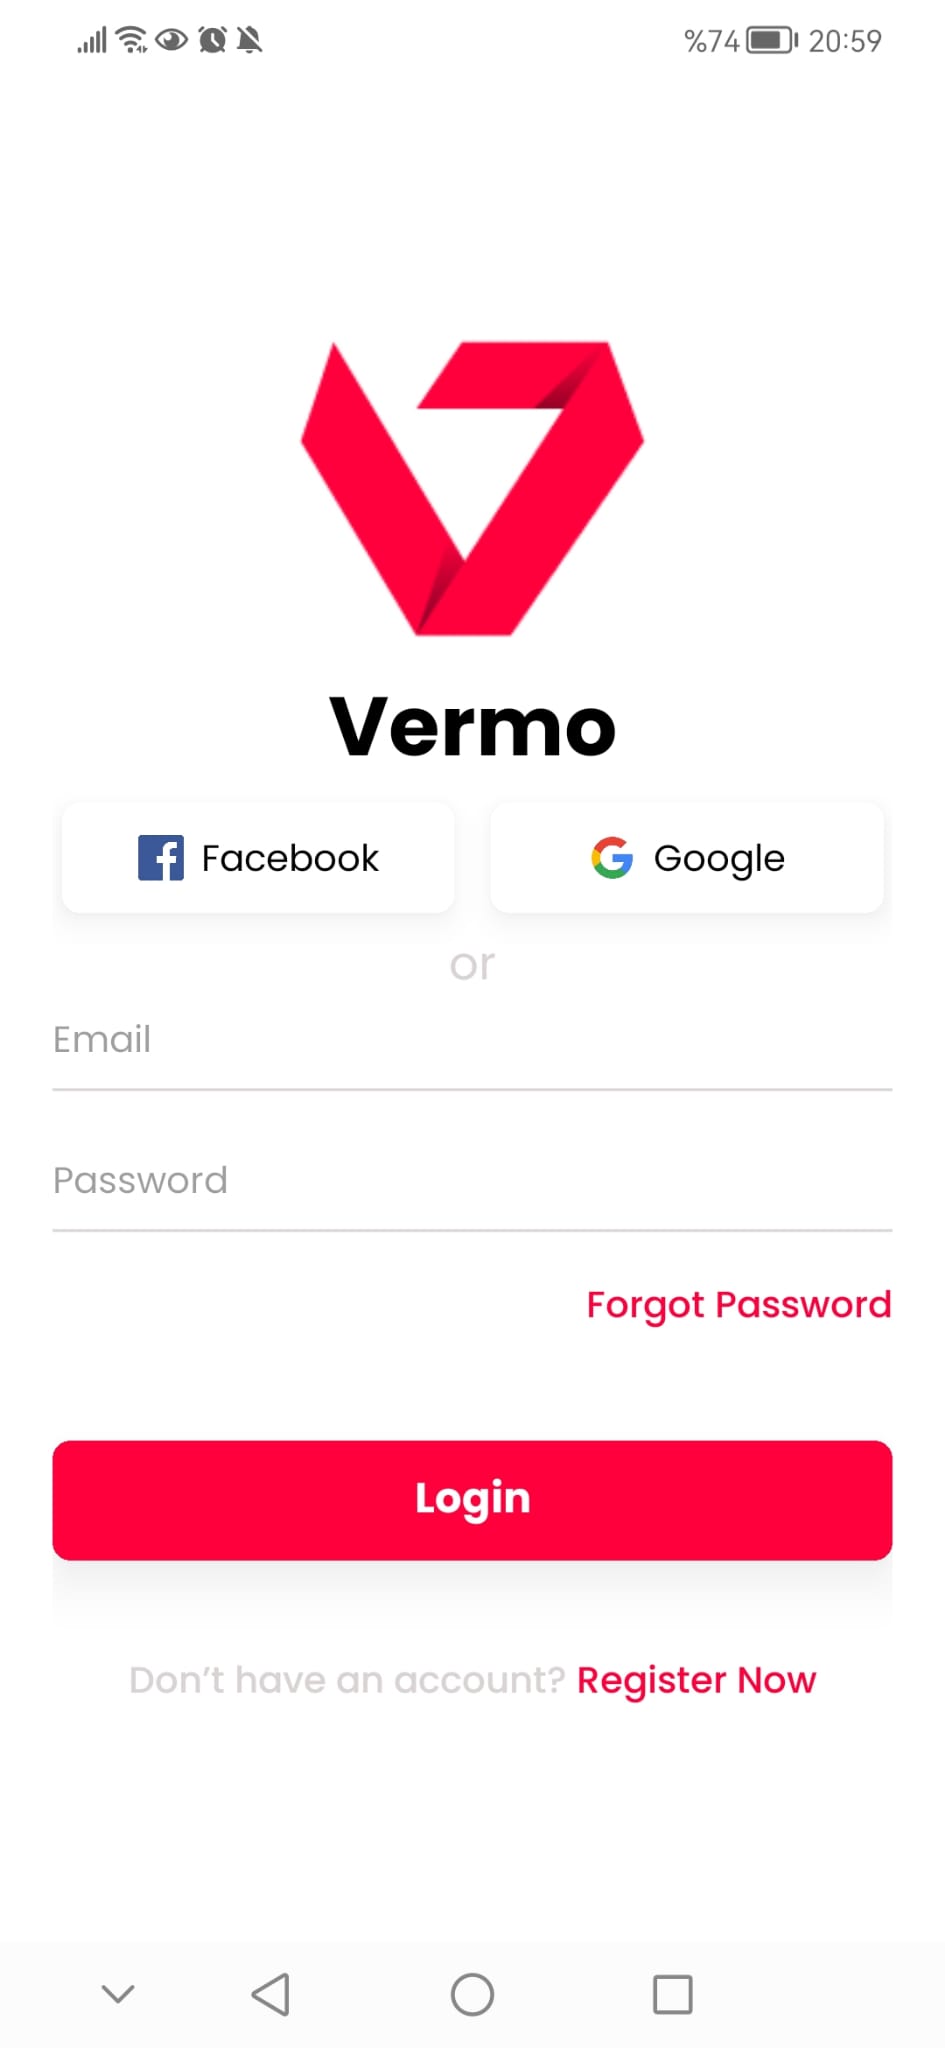 %74 20:59
Vermo
Facebook Google
or
Email
Password
Forgot Password
Login
Don’t have an account? Register Now